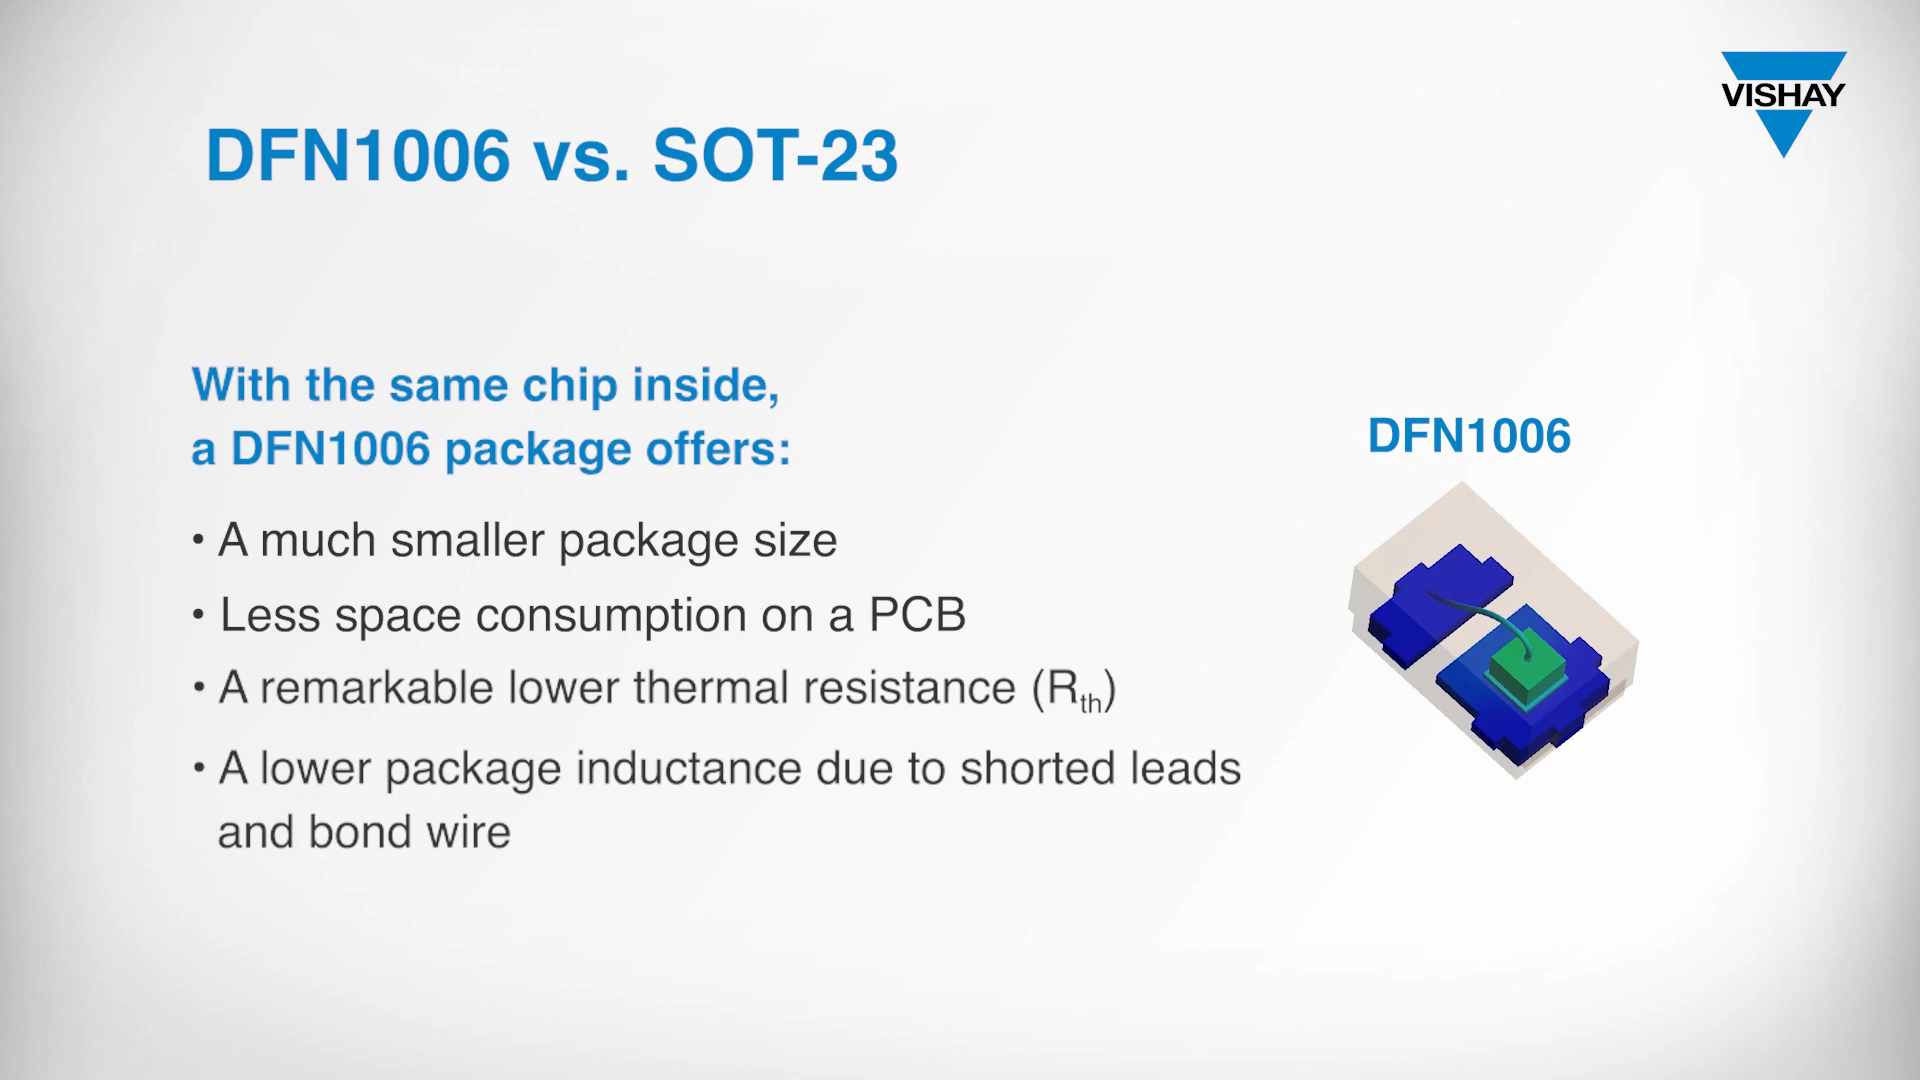 VISHAY
DFN1006 vs. SOT-23
With the same chip inside,
a DFN1006 package offers:
• A much smaller package size
• Less space consumption on a PCB
• A remarkable lower thermal resistance (Rth)
• A lower package inductance due to shorted leads
and bond wire
DFN1006